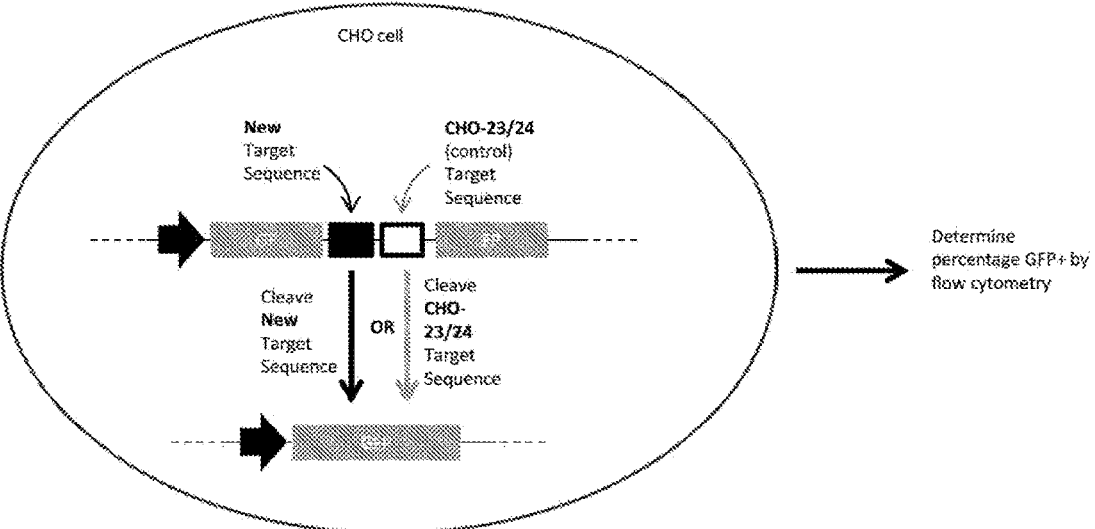 CHO cell
New
Target
Sequence
CHO-23/24
(control)
Target
Sequence
Cleave
New
Target
Sequence
OR
Cleave
CHO-
23/24
Target
Sequence
Determine
percentage GFP+ by
flow cytometry